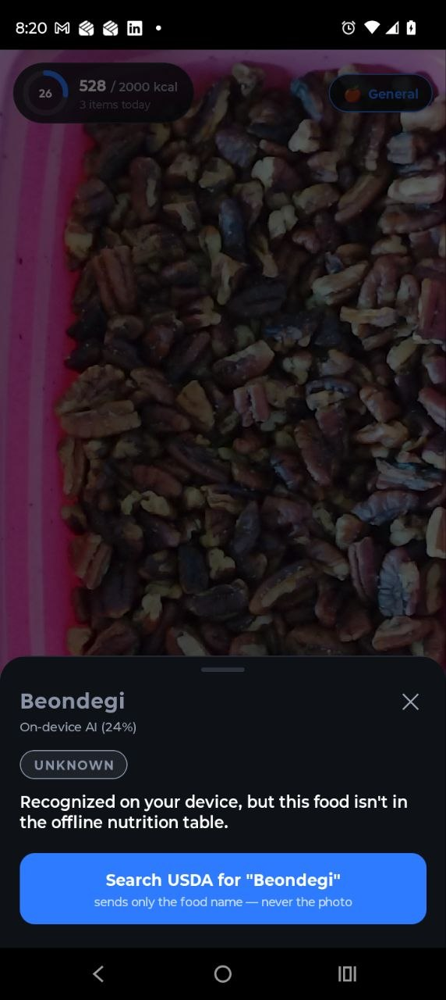 8:20
26
528 / 2000 kcal
3 items today
General
Beondegi
On-device AI (24%)
UNKNOWN
Recognized on your device, but this food isn't in
the offline nutrition table.
Search USDA for "Beondegi"
sends only the food name — never the photo